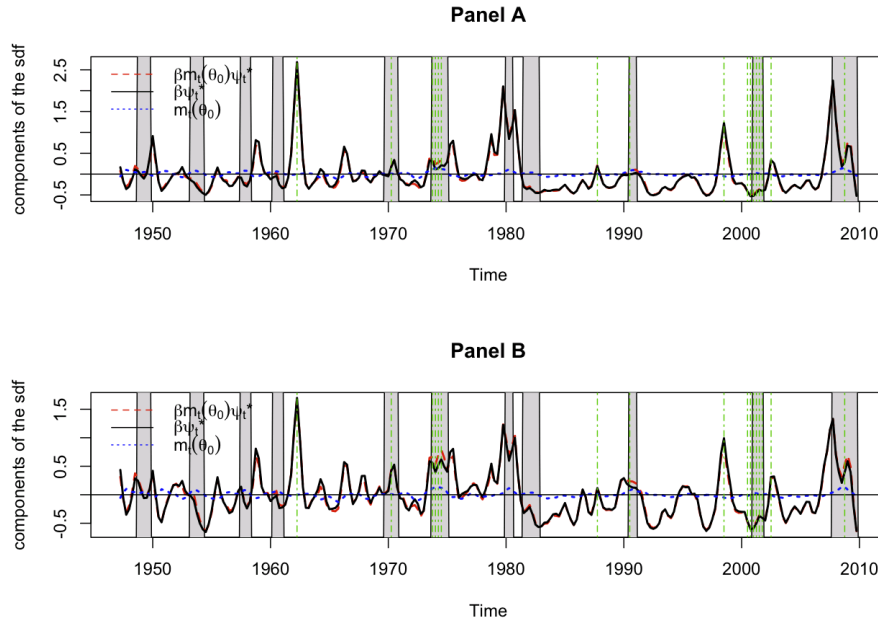 Panel A
components of the sdf
2.5
1.5
0.5
-0.5
βm_t(θ_0)ψ_t*
βψ_t*
m_t(θ_0)
1950 1960 1970 1980 1990 2000 2010
Time
Panel B
components of the sdf
1.5
0.5
-0.5
βm_t(θ_0)ψ_t*
βψ_t*
m_t(θ_0)
1950 1960 1970 1980 1990 2000 2010
Time